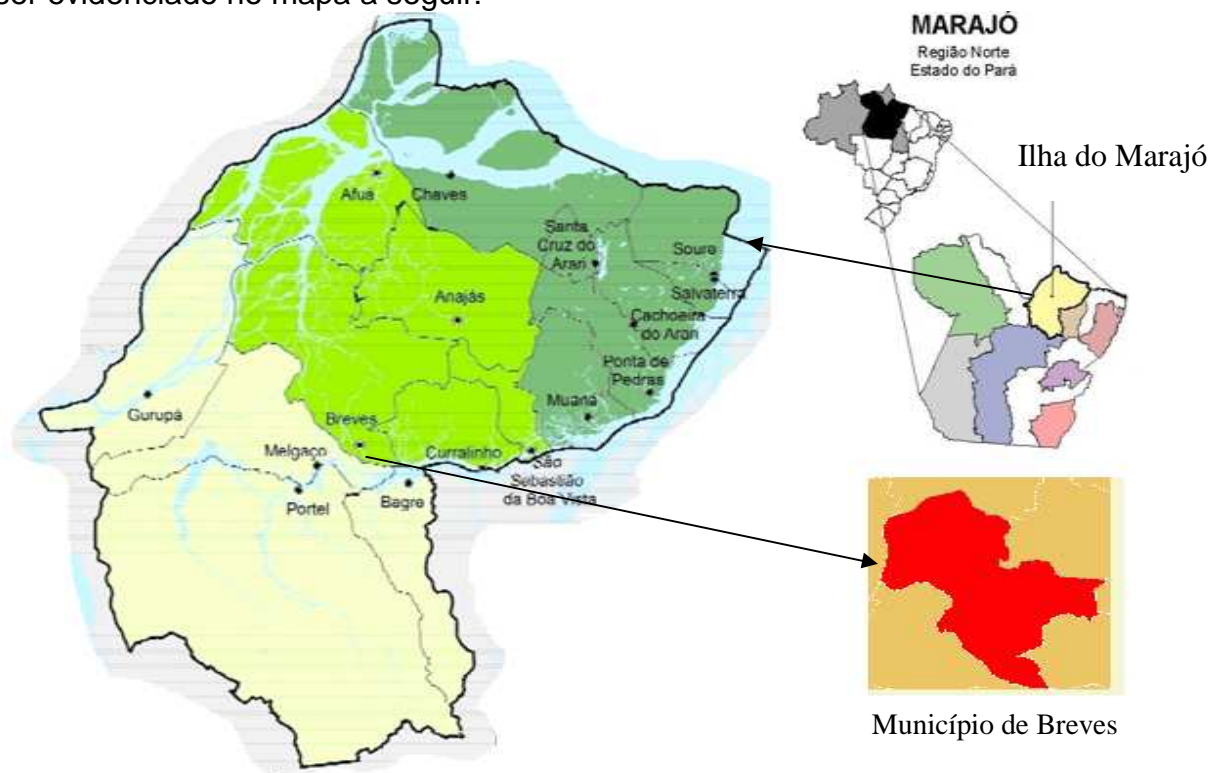 ser evidenciado no mapa a seguir.
MARAJÓ
Região Norte
Estado do Pará
Ilha do Marajó
Afuá
Chaves
Santa
Cruz do
Arari
Soure
Salvaterra
Anajás
Cachoeira
do Arari
Ponta de
Pedras
Muaná
Gurupá
Breves
Melgaço
Curralinho
São
Sebastião
da Boa Vista
Portel
Bagre
Município de Breves